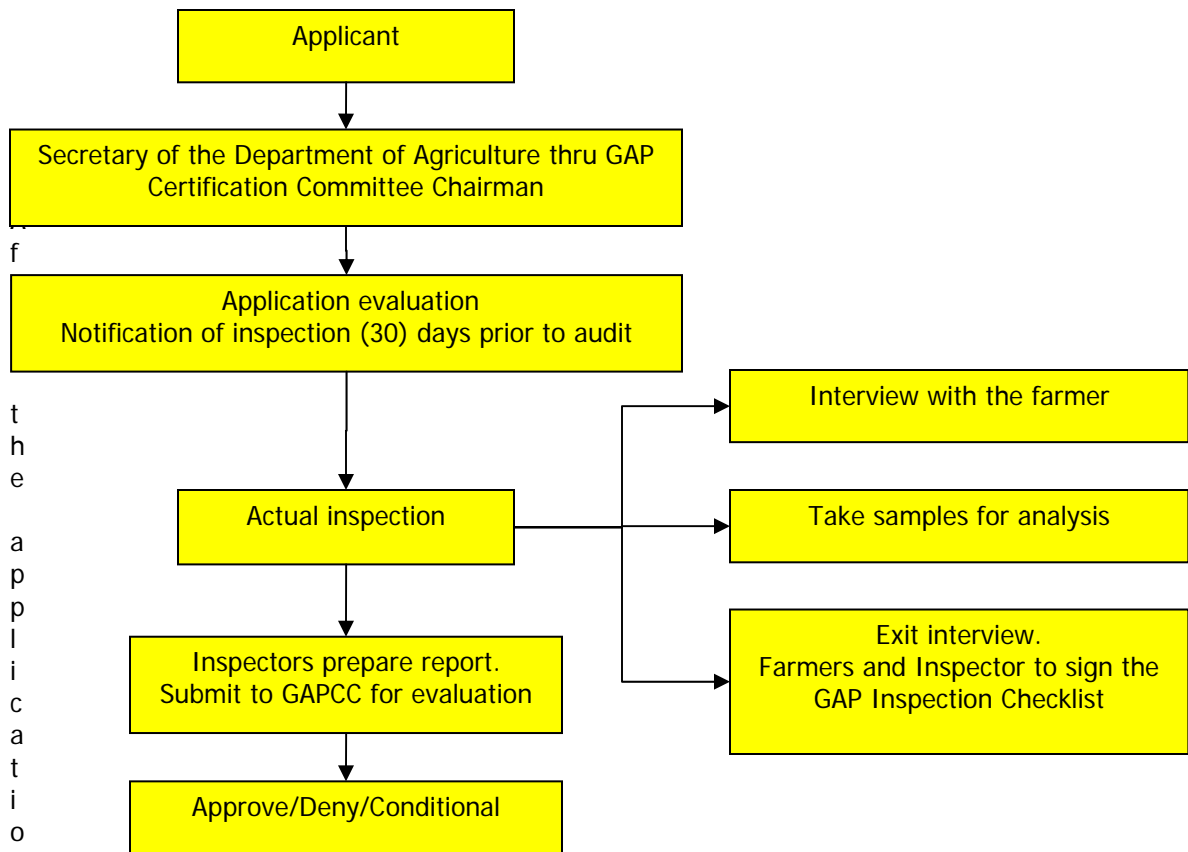 Applicant
Secretary of the Department of Agriculture thru GAP
Certification Committee Chairman
f
Application evaluation
Notification of inspection (30) days prior to audit
t
h
e
a
p
p
l
i
c
a
t
i
o
Actual inspection
Interview with the farmer
Take samples for analysis
Exit interview.
Farmers and Inspector to sign the
GAP Inspection Checklist
Inspectors prepare report.
Submit to GAPCC for evaluation
Approve/Deny/Conditional